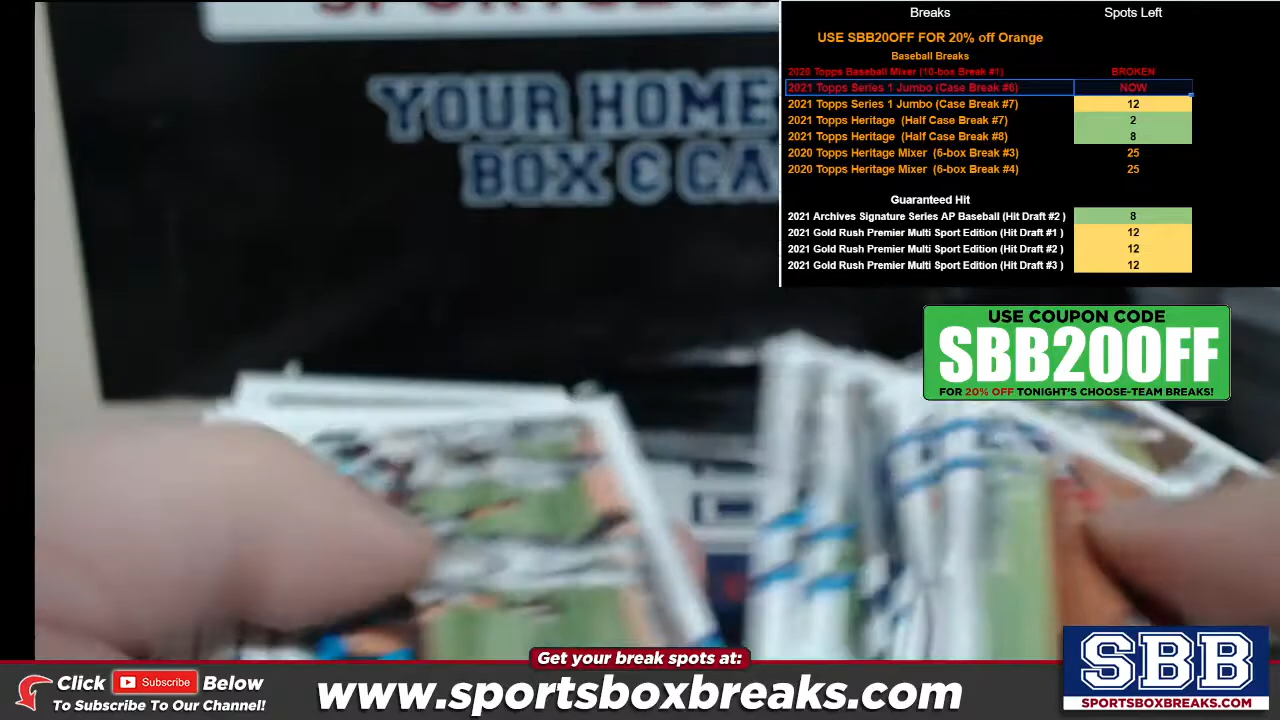 YOUR HOME
BOX & CA
Breaks Spots Left
USE SBB20OFF FOR 20% off Orange
Baseball Breaks
2020 Topps Baseball Mixer (10-box Break #1) BROKEN
2021 Topps Series 1 Jumbo (Case Break #6) NOW
2021 Topps Series 1 Jumbo (Case Break #7) 12
2021 Topps Heritage (Half Case Break #7) 2
2021 Topps Heritage (Half Case Break #8) 8
2020 Topps Heritage Mixer (6-box Break #3) 25
2020 Topps Heritage Mixer (6-box Break #4) 25
Guaranteed Hit
2021 Archives Signature Series AP Baseball (Hit Draft #2 ) 8
2021 Gold Rush Premier Multi Sport Edition (Hit Draft #1 ) 12
2021 Gold Rush Premier Multi Sport Edition (Hit Draft #2 ) 12
2021 Gold Rush Premier Multi Sport Edition (Hit Draft #3 ) 12
USE COUPON CODE
SBB20OFF
FOR 20% OFF TONIGHT'S CHOOSE-TEAM BREAKS!
Get your break spots at:
Click Subscribe Below
To Subscribe To Our Channel!
www.sportsboxbreaks.com
SBB
SPORTSBOXBREAKS.COM